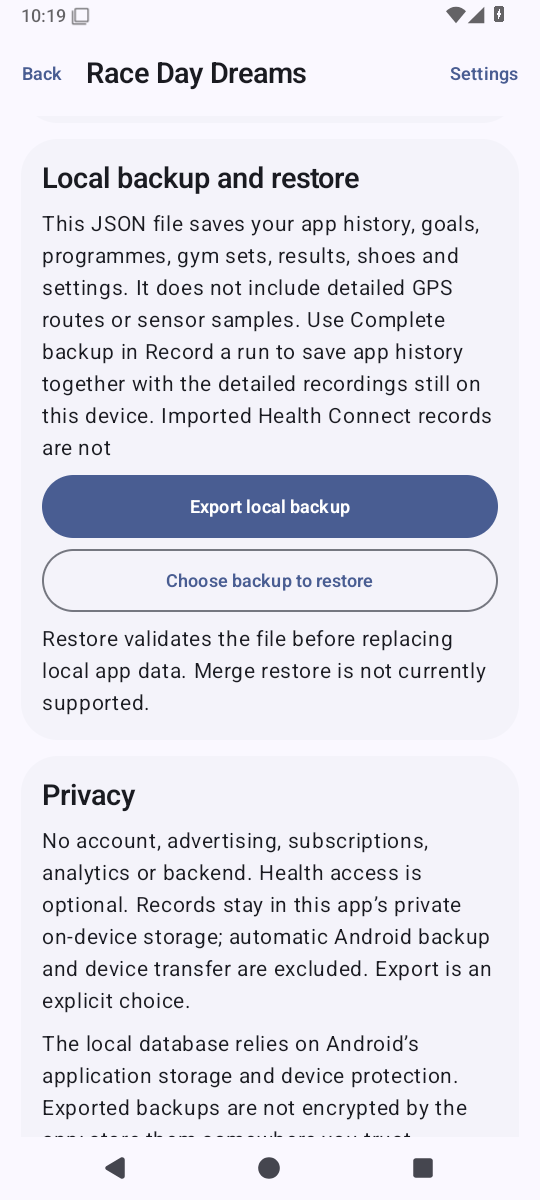 10:19
Back Race Day Dreams Settings
Local backup and restore
This JSON file saves your app history, goals,
programmes, gym sets, results, shoes and
settings. It does not include detailed GPS
routes or sensor samples. Use Complete
backup in Record a run to save app history
together with the detailed recordings still on
this device. Imported Health Connect records
are not
Export local backup
Choose backup to restore
Restore validates the file before replacing
local app data. Merge restore is not currently
supported.
Privacy
No account, advertising, subscriptions,
analytics or backend. Health access is
optional. Records stay in this app’s private
on-device storage; automatic Android backup
and device transfer are excluded. Export is an
explicit choice.
The local database relies on Android’s
application storage and device protection.
Exported backups are not encrypted by the
app; store them somewhere you trust.